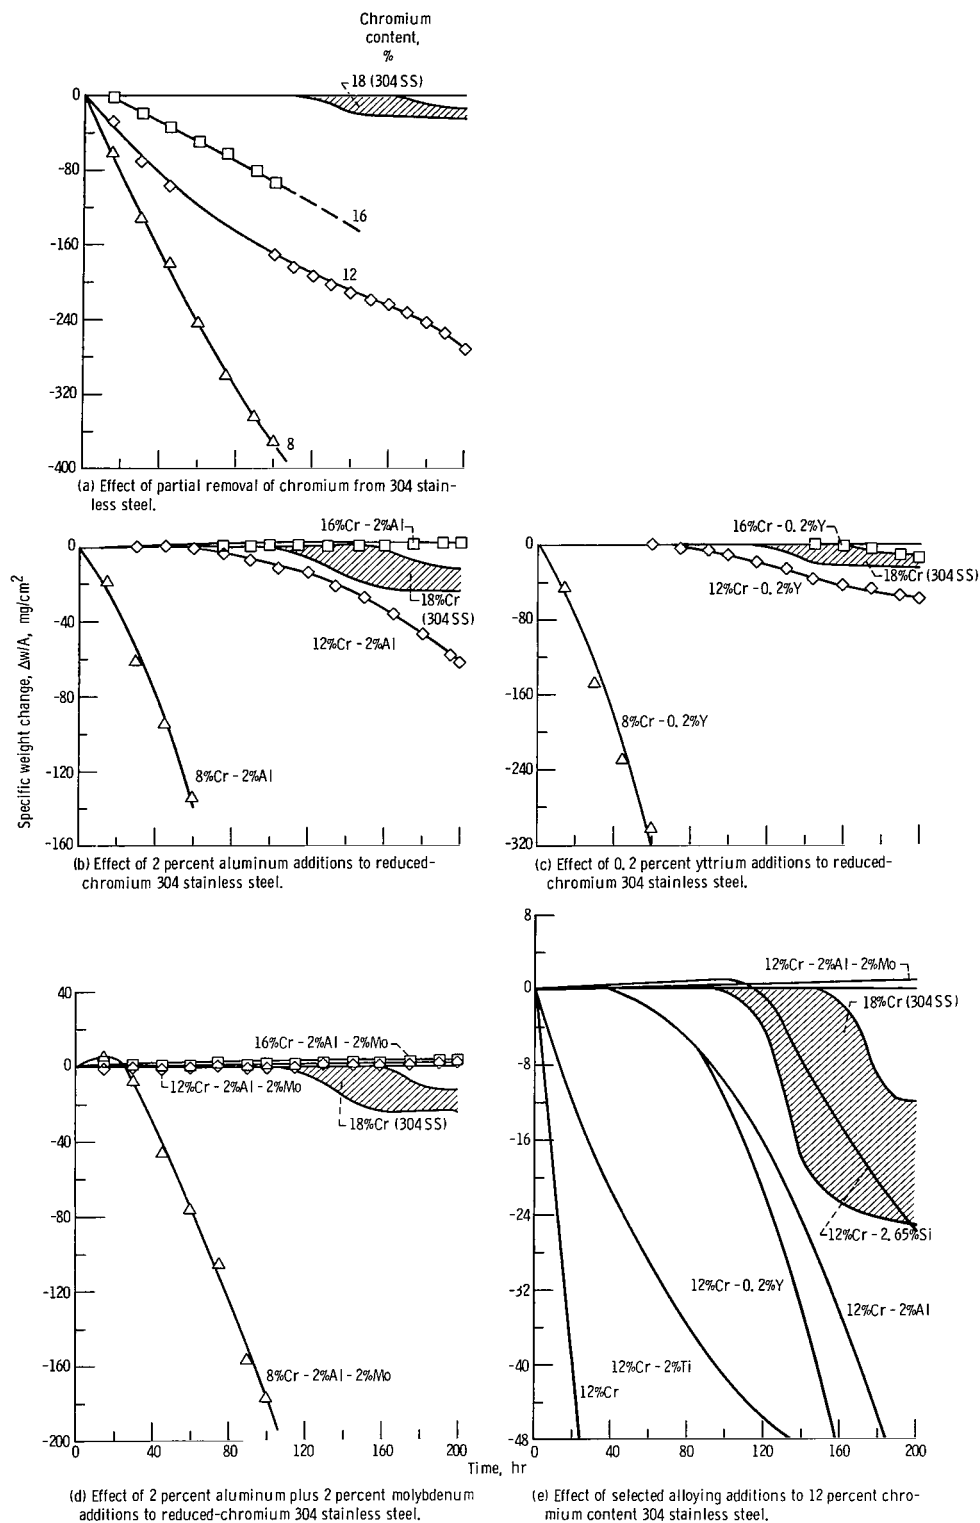 Chromium
content,
%
18 (304 SS)
0
-80
-160
-240
-320
-400
16
12
8
(a) Effect of partial removal of chromium from 304 stain-
less steel.
Specific weight change, Δw/A, mg/cm2
0
-40
-80
-120
-160
16%Cr - 2%Al
18%Cr
(304 SS)
12%Cr - 2%Al
8%Cr - 2%Al
(b) Effect of 2 percent aluminum additions to reduced-
chromium 304 stainless steel.
0
-80
-160
-240
-320
16%Cr - 0.2%Y
18%Cr (304 SS)
12%Cr - 0.2%Y
8%Cr - 0.2%Y
(c) Effect of 0.2 percent yttrium additions to reduced-
chromium 304 stainless steel.
40
0
-40
-80
-120
-160
-200
16%Cr - 2%Al - 2%Mo
12%Cr - 2%Al - 2%Mo
18%Cr (304 SS)
8%Cr - 2%Al - 2%Mo
0 40 80 120 160 200
8
0
-8
-16
-24
-32
-40
-48
12%Cr - 2%Al - 2%Mo
18%Cr (304 SS)
12%Cr - 2.65%Si
12%Cr - 0.2%Y
12%Cr - 2%Al
12%Cr - 2%Ti
12%Cr
0 40 80 120 160 200
Time, hr
(d) Effect of 2 percent aluminum plus 2 percent molybdenum
additions to reduced-chromium 304 stainless steel.
(e) Effect of selected alloying additions to 12 percent chro-
mium content 304 stainless steel.